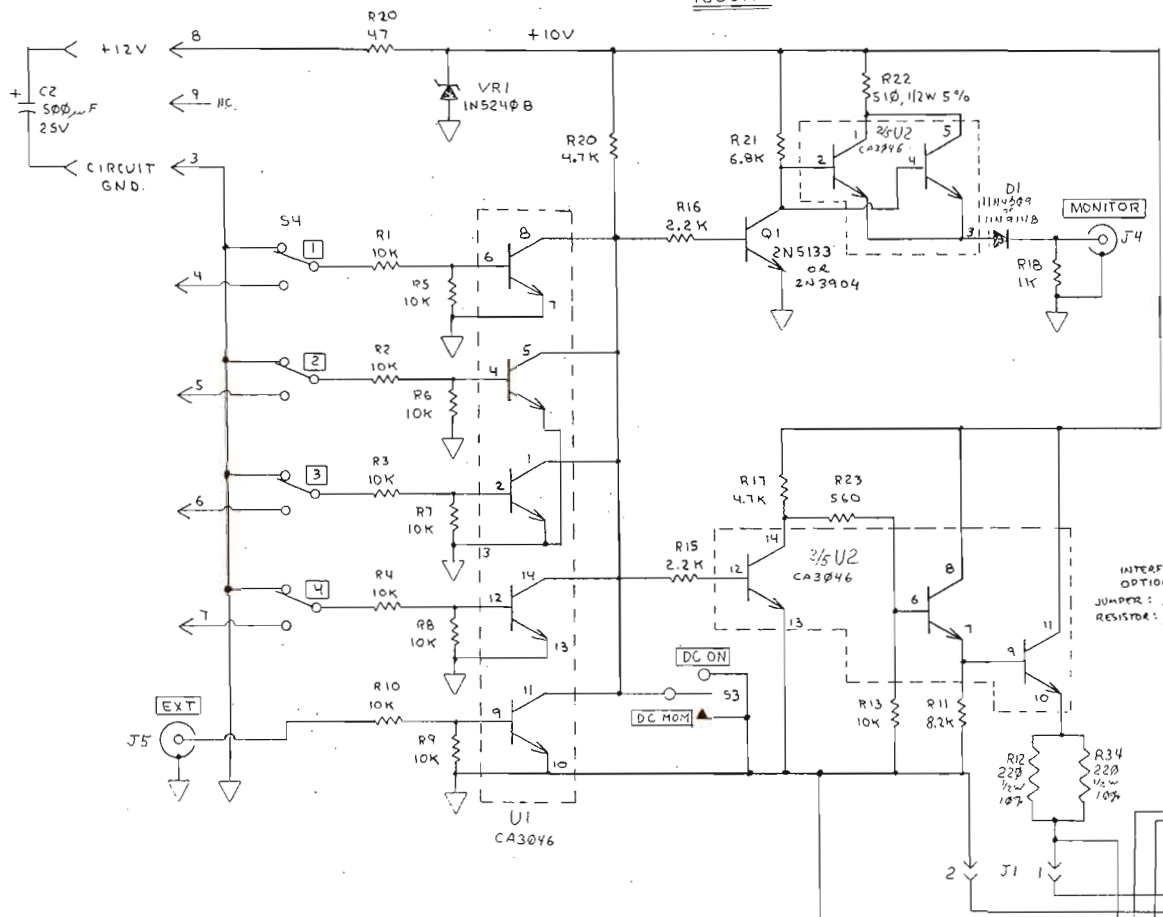 R20
47
+12V
8
+10V
+
C2
500µF
25V
9
NC.
VR1
1N5240B
R22
510, 1/2W 5%
CIRCUIT
GND.
3
R20
4.7K
R21
6.8K
2/5 U2
CA3046
1
5
2
4
D1
1N914B
MONITOR
J4
3
R18
1K
R16
2.2K
Q1
2N5133
OR
2N3904
S4
1
4
R1
10K
R5
10K
6
8
7
2
5
R2
10K
R6
10K
4
5
3
6
R3
10K
R7
10K
2
1
3
4
7
R4
10K
R8
10K
12
14
13
R17
4.7K
R23
560
R15
2.2K
3/5 U2
CA3046
14
12
13
8
6
7
9
11
10
INTERF
OPTIO
JUMPER:
RESISTOR:
DC ON
S3
DC MOM
EXT
J5
R10
10K
R9
10K
9
11
10
U1
CA3046
R13
10K
R11
8.2K
R12
220
1/2W
10%
R34
220
1/2W
10%
2
J1
1